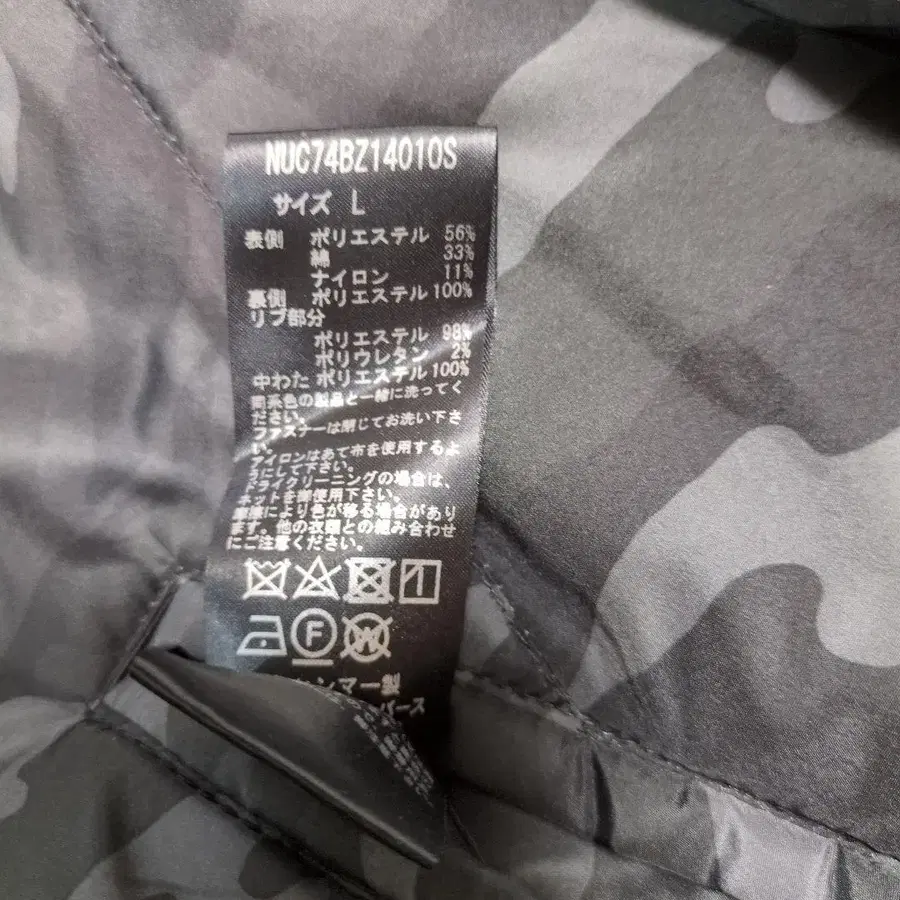 NUC74BZ14010S
サイズ L
表側 ポリエステル 56%
綿 33%
ナイロン 11%
裏側 ポリエステル 100%
リブ部分
ポリエステル 98%
ポリウレタン 2%
中わた ポリエステル 100%
同系色の製品と一緒に洗ってく
ださい。
ファスナーは閉じてお洗い下さ
い。
アイロンはあて布を使用するよ
うにして下さい。
ドライクリーニングの場合は、
ネットを御使用下さい。
摩擦により色が移る場合があり
ます。他の衣類との組み合わせ
にご注意ください。
F
W
ンマー製
バース